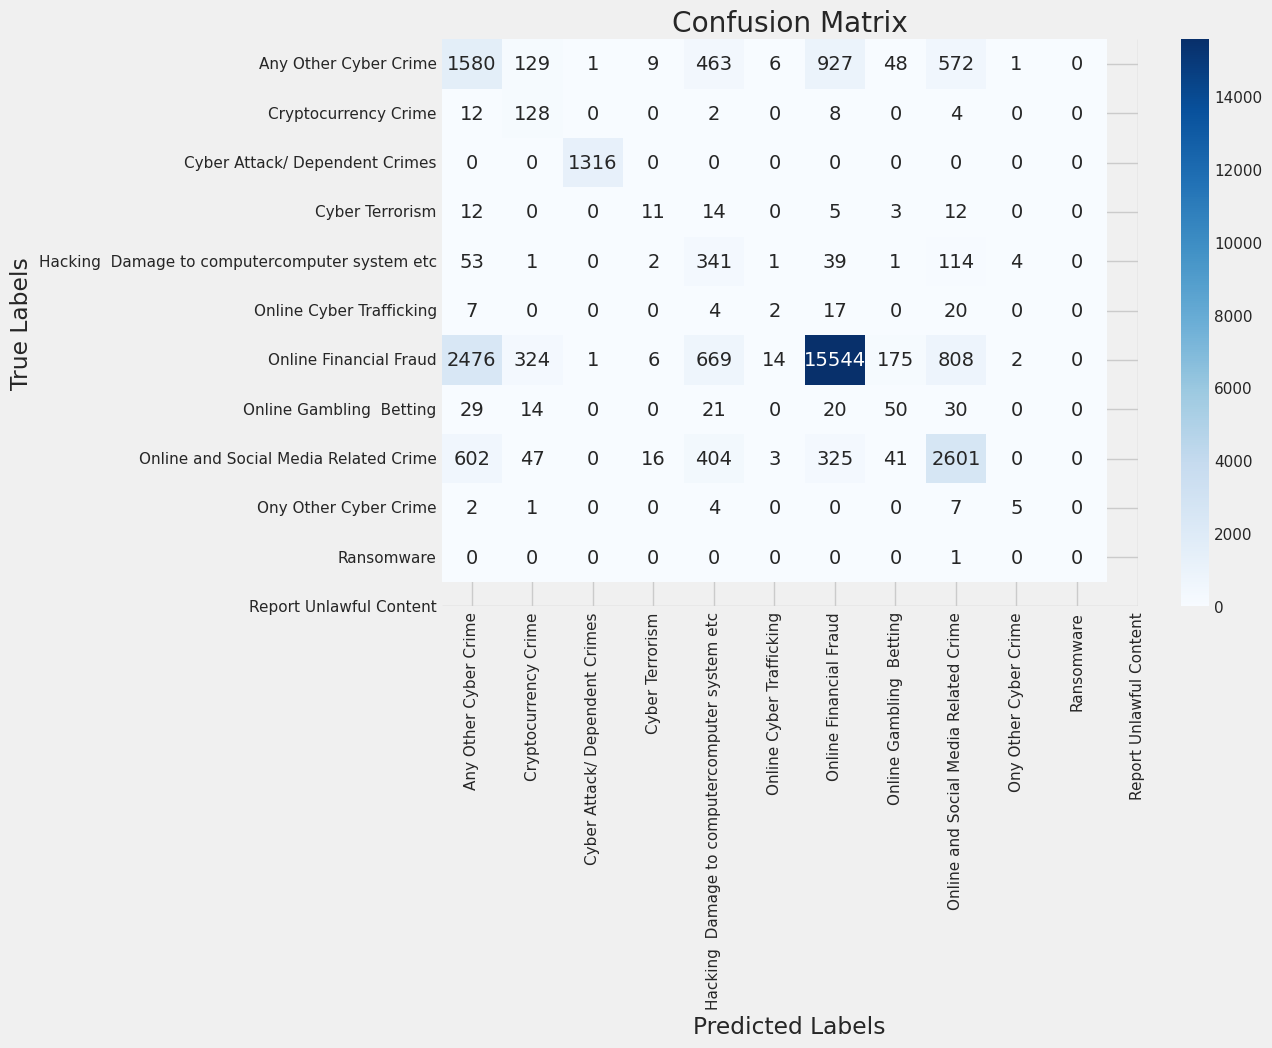 Confusion Matrix
Any Other Cyber Crime 1580 129 1 9 463 6 927 48 572 1 0
Cryptocurrency Crime 12 128 0 0 2 0 8 0 4 0 0
Cyber Attack/ Dependent Crimes 0 0 1316 0 0 0 0 0 0 0 0
Cyber Terrorism 12 0 0 11 14 0 5 3 12 0 0
Hacking  Damage to computercomputer system etc 53 1 0 2 341 1 39 1 114 4 0
Online Cyber Trafficking 7 0 0 0 4 2 17 0 20 0 0
Online Financial Fraud 2476 324 1 6 669 14 15544 175 808 2 0
Online Gambling  Betting 29 14 0 0 21 0 20 50 30 0 0
Online and Social Media Related Crime 602 47 0 16 404 3 325 41 2601 0 0
Ony Other Cyber Crime 2 1 0 0 4 0 0 0 7 5 0
Ransomware 0 0 0 0 0 0 0 0 1 0 0
Report Unlawful Content
True Labels
14000
12000
10000
8000
6000
4000
2000
0
Any Other Cyber Crime
Cryptocurrency Crime
Cyber Attack/ Dependent Crimes
Cyber Terrorism
Hacking  Damage to computercomputer system etc
Online Cyber Trafficking
Online Financial Fraud
Online Gambling  Betting
Online and Social Media Related Crime
Ony Other Cyber Crime
Ransomware
Report Unlawful Content
Predicted Labels